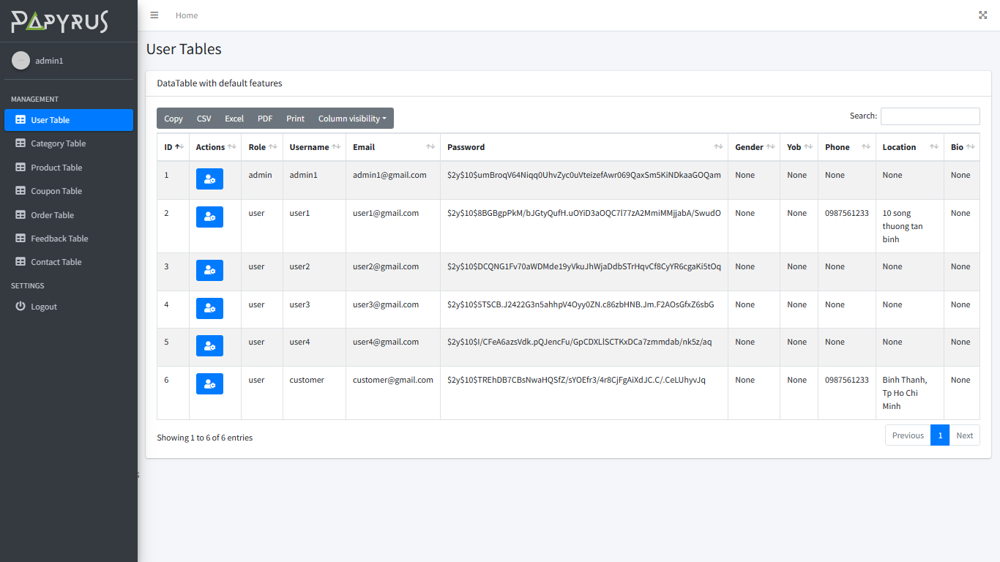 PAPYRUS
Home
admin1
User Tables
MANAGEMENT
User Table
Category Table
Product Table
Coupon Table
Order Table
Feedback Table
Contact Table
SETTINGS
Logout
DataTable with default features
Copy CSV Excel PDF Print Column visibility
Search:
ID Actions Role Username Email Password Gender Yob Phone Location Bio
1 admin admin1 admin1@gmail.com $2y$10$umBroqV64Niqq0UhvZyc0uVteizefAwr069QaxSm5KiNDkaaGOQam None None None None None
2 user user1 user1@gmail.com $2y$10$8BGBgpPkM/bJGtyQufH.uOYiD3aOQC7l77zA2MmiMMjjabA/SwudO None None 0987561233 10 song None
thuong tan
binh
3 user user2 user2@gmail.com $2y$10$DCQNG1Fv70aWDMde19yVkuJhWjaDdbSTrHqvCf8CyYR6cgaKi5tOq None None None None None
4 user user3 user3@gmail.com $2y$10$5TSCB.J2422G3n5ahhpV4Oyy0ZN.c86zbHNB.Jm.F2AOsGfxZ6sbG None None None None None
5 user user4 user4@gmail.com $2y$10$I/CFeA6azsVdk.pQJencFu/GpCDXLlSCTKxDCa7zmmdab/nk5z/aq None None None None None
6 user customer customer@gmail.com $2y$10$TREhDB7CBsNwaHQSfZ/sYOEfr3/4r8CjFgAiXdJC.C/.CeLUhyvJq None None 0987561233 Binh Thanh, None
Tp Ho Chi
Minh
Showing 1 to 6 of 6 entries
Previous 1 Next
;